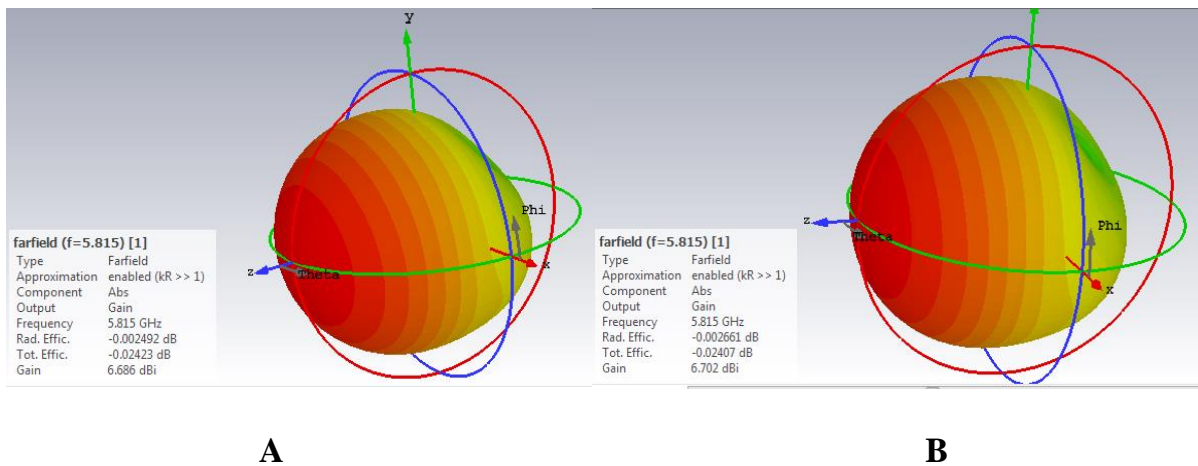 y
Phi
z
Theta
x
farfield (f=5.815) [1]
Type Farfield
Approximation enabled (kR >> 1)
Component Abs
Output Gain
Frequency 5.815 GHz
Rad. Effic. -0.002492 dB
Tot. Effic. -0.02423 dB
Gain 6.686 dBi
z
Theta
Phi
x
farfield (f=5.815) [1]
Type Farfield
Approximation enabled (kR >> 1)
Component Abs
Output Gain
Frequency 5.815 GHz
Rad. Effic. -0.002661 dB
Tot. Effic. -0.02407 dB
Gain 6.702 dBi
A
B